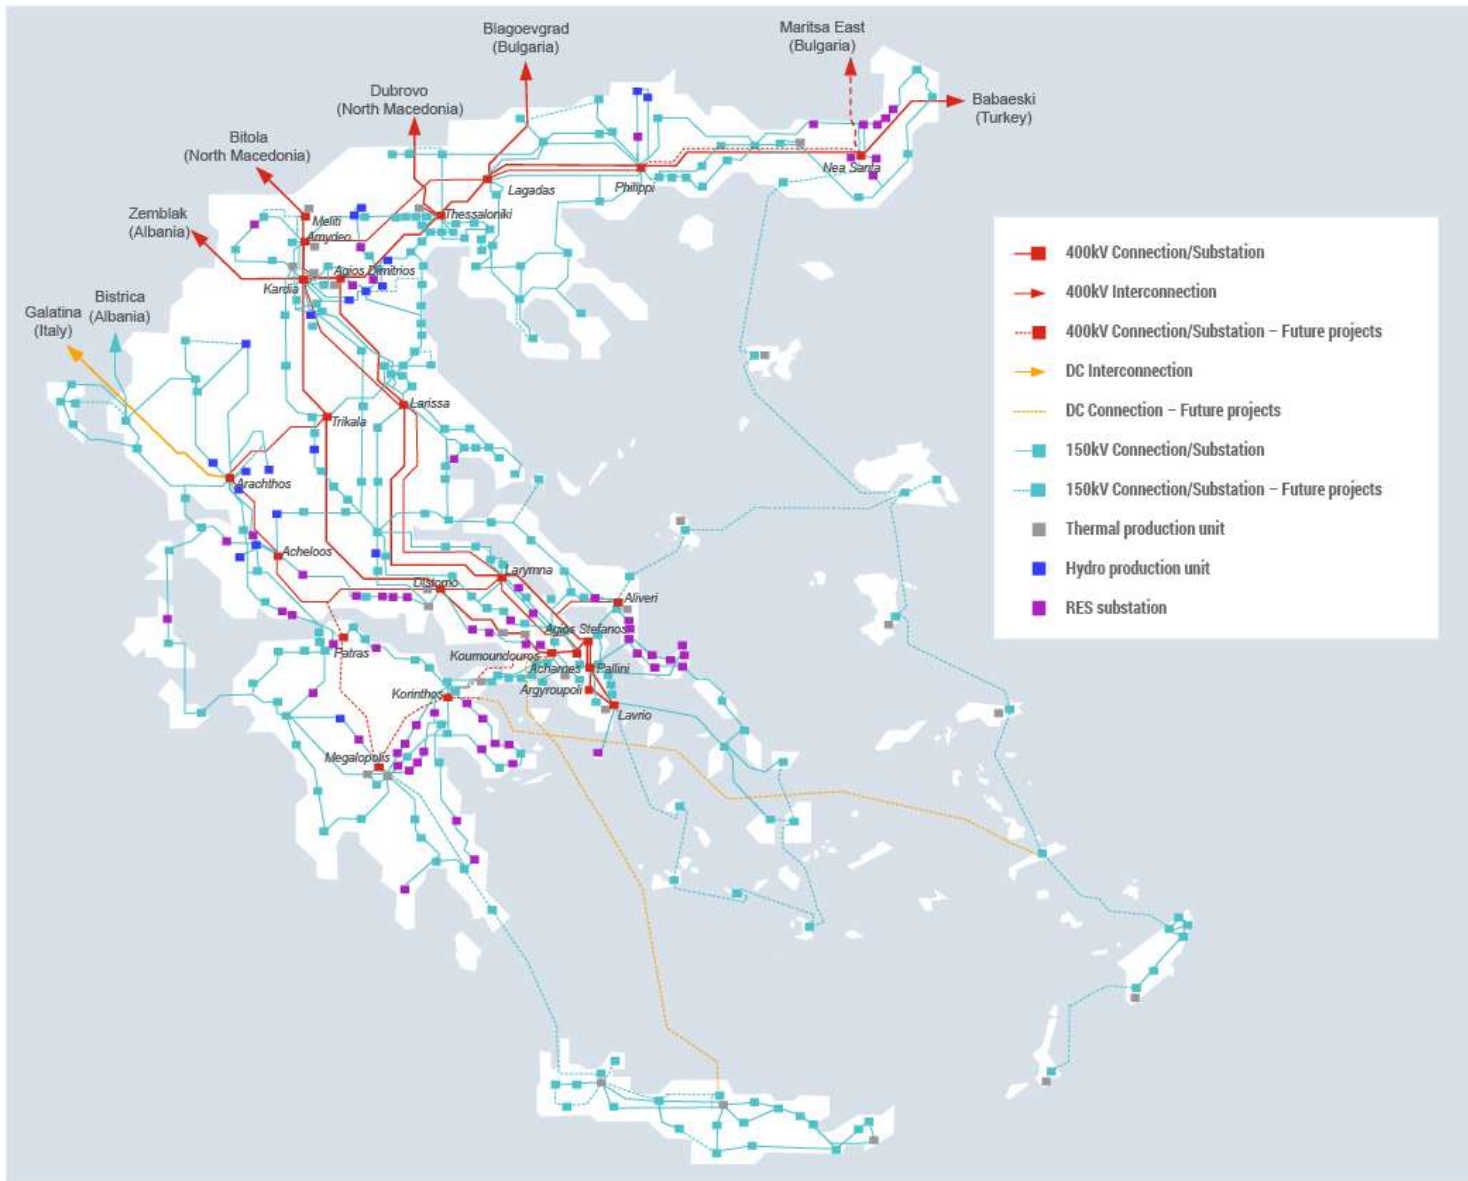 Blagoevgrad
(Bulgaria)
Maritsa East
(Bulgaria)
Dubrovo
(North Macedonia)
Babaeski
(Turkey)
Bitola
(North Macedonia)
Nea Santa
Lagadas
Philippi
Zemblak
(Albania)
Meliti
Thessaloniki
Amydeo
Agios Dimitrios
Kardia
Bistrica
(Albania)
Galatina
(Italy)
Larissa
Trikala
Arachthos
Acheloos
Larymna
Distomo
Aliveri
Agios Stefanos
Patras
Koumoundouros
Acharnes
Pallini
Korinthos
Argyroupoli
Lavrio
Megalopolis
400kV Connection/Substation
400kV Interconnection
400kV Connection/Substation – Future projects
DC Interconnection
DC Connection – Future projects
150kV Connection/Substation
150kV Connection/Substation – Future projects
Thermal production unit
Hydro production unit
RES substation